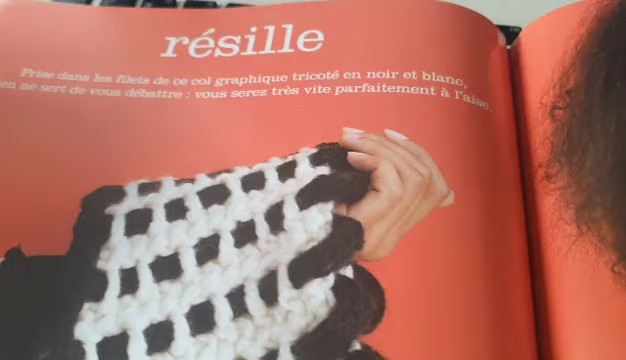 résille
Prise dans les filets de ce col graphique tricoté en noir et blanc,
ne sert de vous débattre : vous serez très vite parfaitement à l'aise.